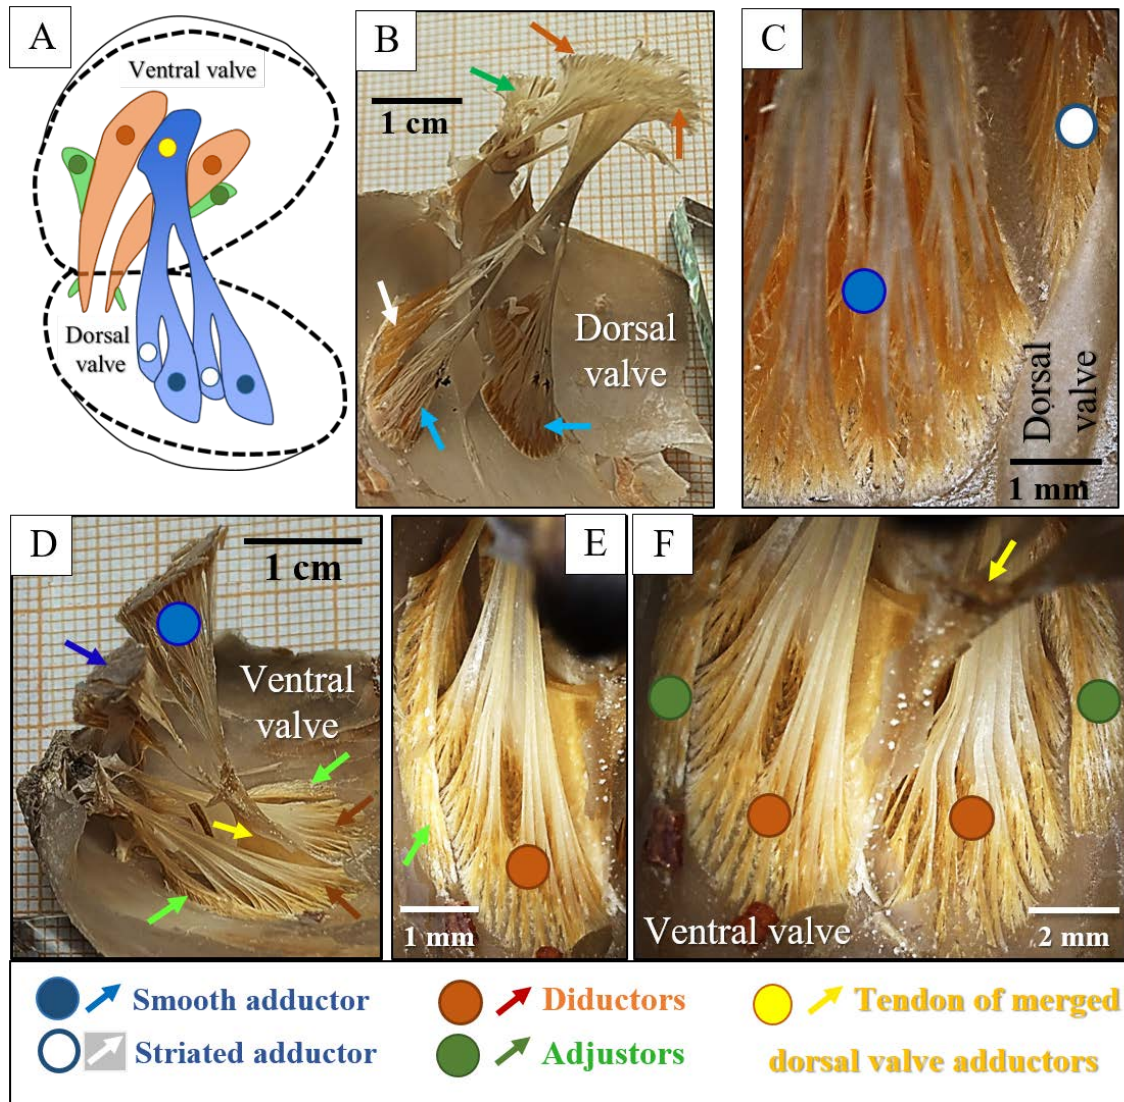 A
Ventral valve
Dorsal
valve
B
1 cm
Dorsal
valve
C
Dorsal
valve
1 mm
D
1 cm
Ventral
valve
E
1 mm
F
Ventral valve
2 mm
Smooth adductor
Diductors
Tendon of merged
Striated adductor
Adjustors
dorsal valve adductors